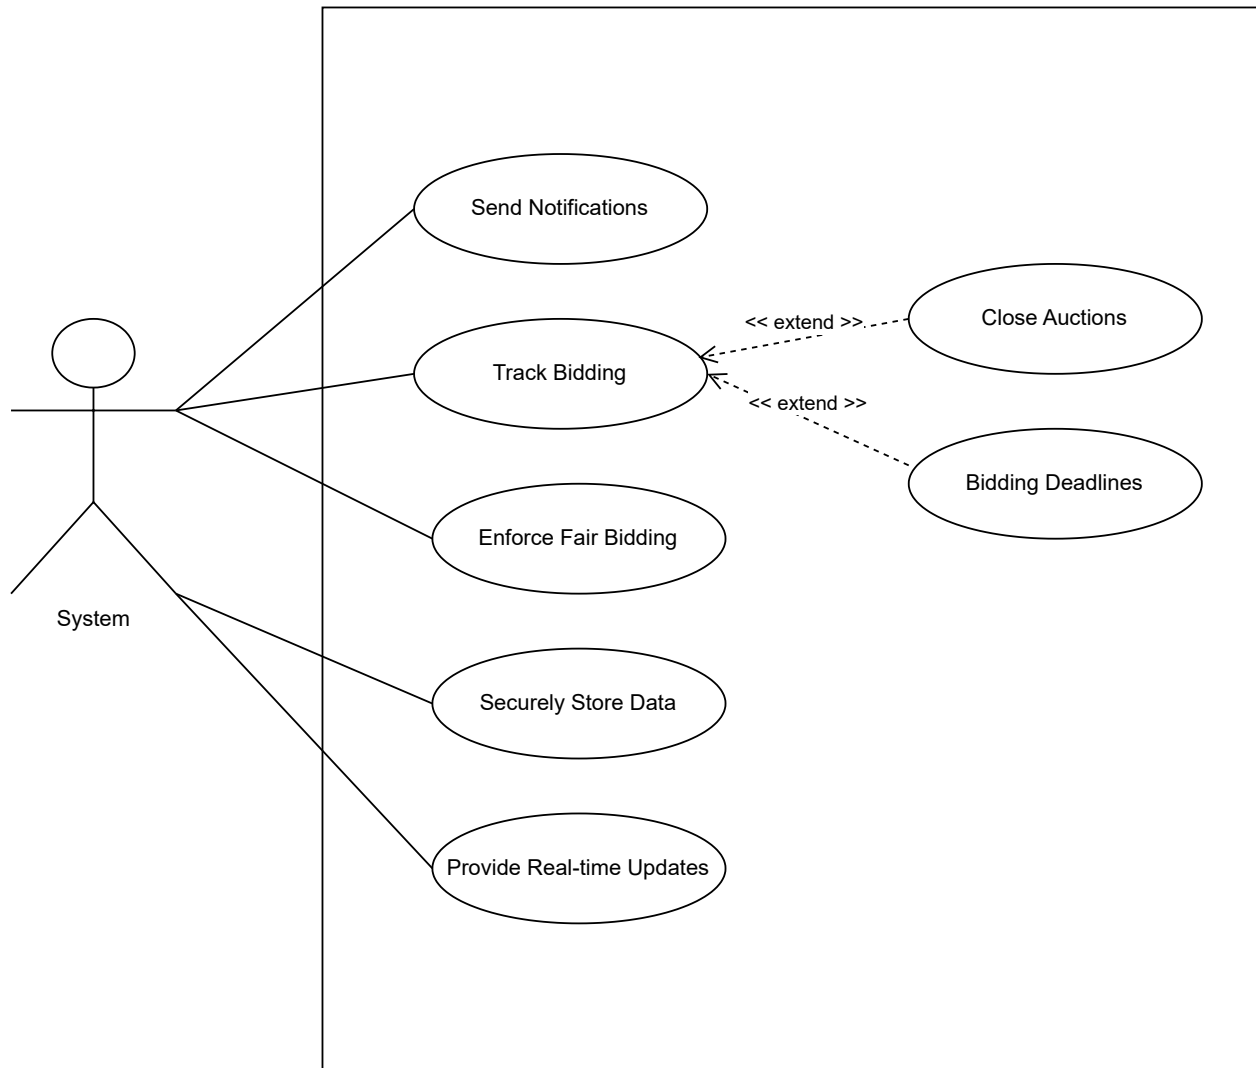 Send Notifications
Close Auctions
<< extend >>
Track Bidding
<< extend >>
Bidding Deadlines
Enforce Fair Bidding
System
Securely Store Data
Provide Real-time Updates